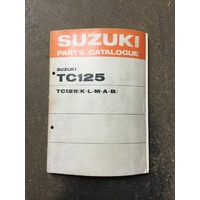 SUZUKI
PARTS CATALOGUE
SUZUKI
TC125
TC125(K·L·M·A·B)